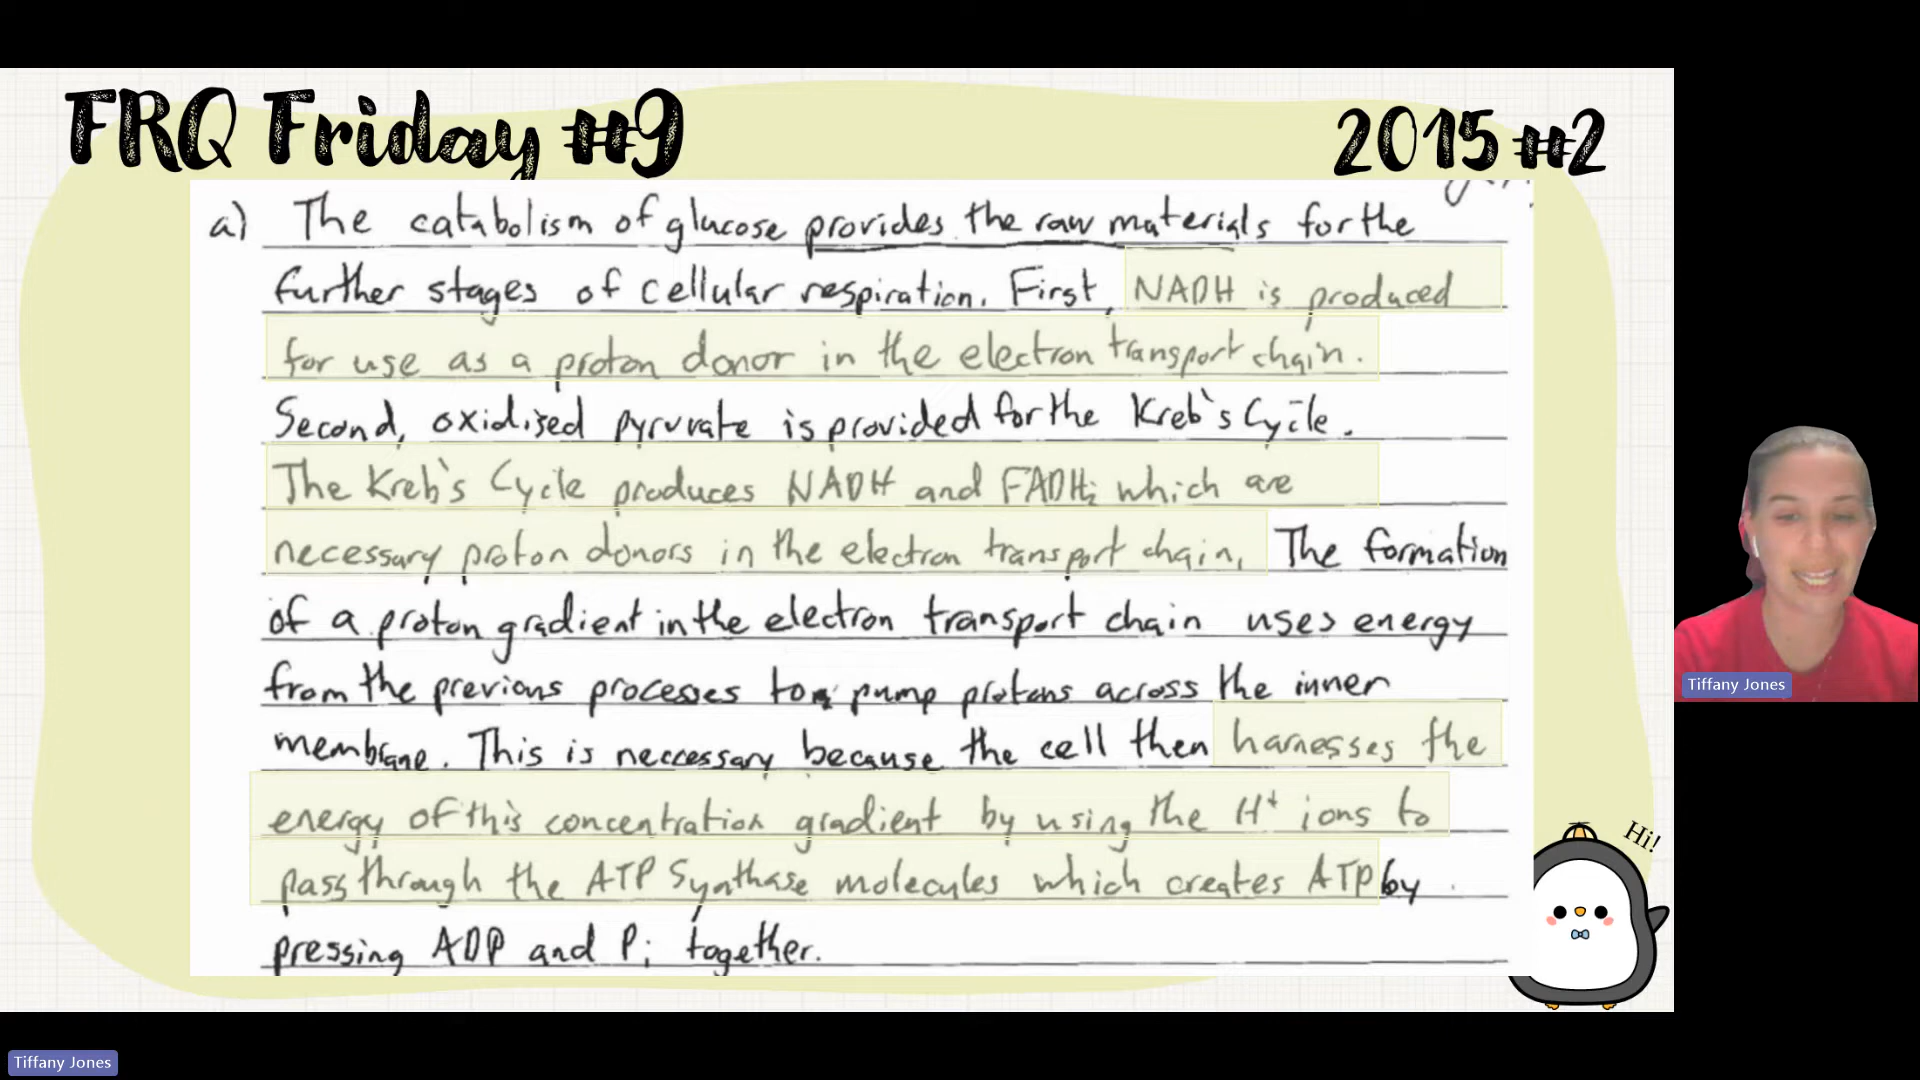 FRQ Friday #9
2015 #2
a) The catabolism of glucose provides the raw materials for the
further stages of cellular respiration. First, NADH is produced
for use as a proton donor in the electron transport chain.
Second, oxidized pyruvate is provided for the Kreb's Cycle.
The Kreb's Cycle produces NADH and FADH2 which are
necessary proton donors in the electron transport chain. The formation
of a proton gradient in the electron transport chain uses energy
from the previous processes to pump protons across the inner
membrane. This is neccessary because the cell then harnesses the
energy of this concentration gradient by using the H+ ions to
pass through the ATP Synthase molecules which creates ATP by
pressing ADP and Pi together.
Hi!
Tiffany Jones
Tiffany Jones